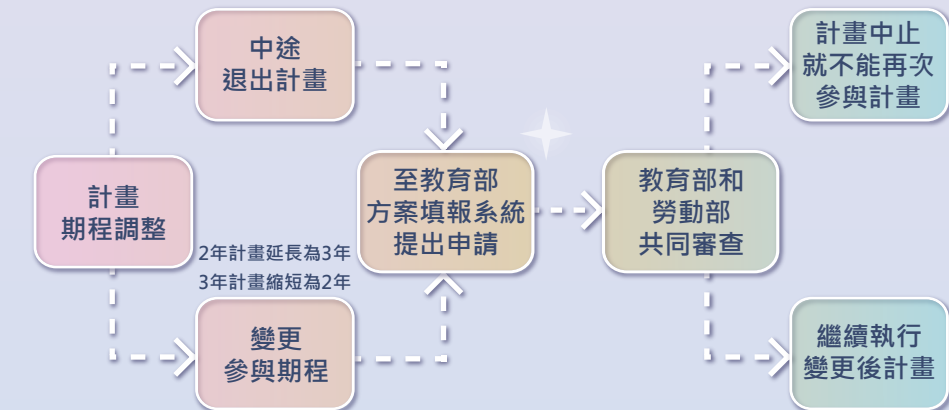 計畫
期程調整
中途
退出計畫
2年計畫延長為3年
3年計畫縮短為2年
變更
參與期程
至教育部
方案填報系統
提出申請
教育部和
勞動部
共同審查
計畫中止
就不能再次
參與計畫
繼續執行
變更後計畫